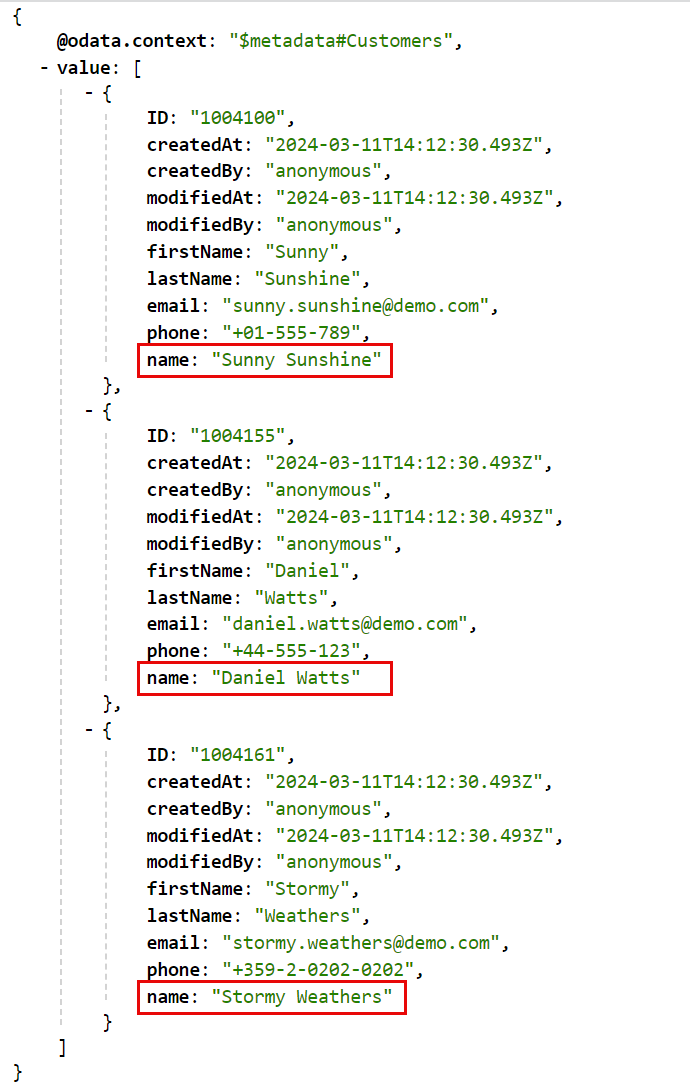 {
@odata.context: "$metadata#Customers",
- value: [
- {
ID: "1004100",
createdAt: "2024-03-11T14:12:30.493Z",
createdBy: "anonymous",
modifiedAt: "2024-03-11T14:12:30.493Z",
modifiedBy: "anonymous",
firstName: "Sunny",
lastName: "Sunshine",
email: "sunny.sunshine@demo.com",
phone: "+01-555-789",
name: "Sunny Sunshine"
},
- {
ID: "1004155",
createdAt: "2024-03-11T14:12:30.493Z",
createdBy: "anonymous",
modifiedAt: "2024-03-11T14:12:30.493Z",
modifiedBy: "anonymous",
firstName: "Daniel",
lastName: "Watts",
email: "daniel.watts@demo.com",
phone: "+44-555-123",
name: "Daniel Watts"
},
- {
ID: "1004161",
createdAt: "2024-03-11T14:12:30.493Z",
createdBy: "anonymous",
modifiedAt: "2024-03-11T14:12:30.493Z",
modifiedBy: "anonymous",
firstName: "Stormy",
lastName: "Weathers",
email: "stormy.weathers@demo.com",
phone: "+359-2-0202-0202",
name: "Stormy Weathers"
}
]
}